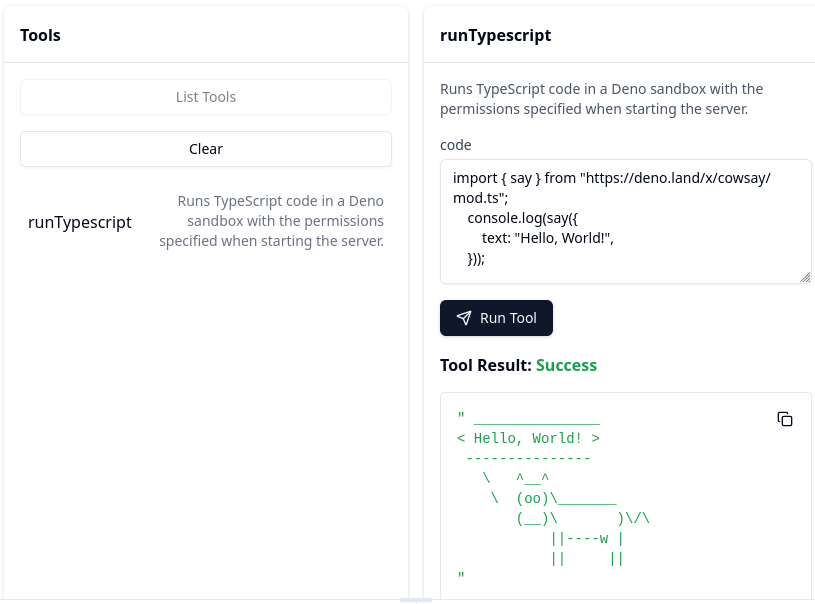 Tools
List Tools
Clear
runTypescript
Runs TypeScript code in a Deno
sandbox with the permissions
specified when starting the server.
runTypescript
Runs TypeScript code in a Deno sandbox with the
permissions specified when starting the server.
code
import { say } from "https://deno.land/x/cowsay/
mod.ts";
    console.log(say({
        text: "Hello, World!",
    }));
Run Tool
Tool Result: Success
" _______________
< Hello, World! >
 ---------------
   \   ^__^
    \  (oo)\_______
       (__)\       )\/\
           ||----w |
           ||     ||
"